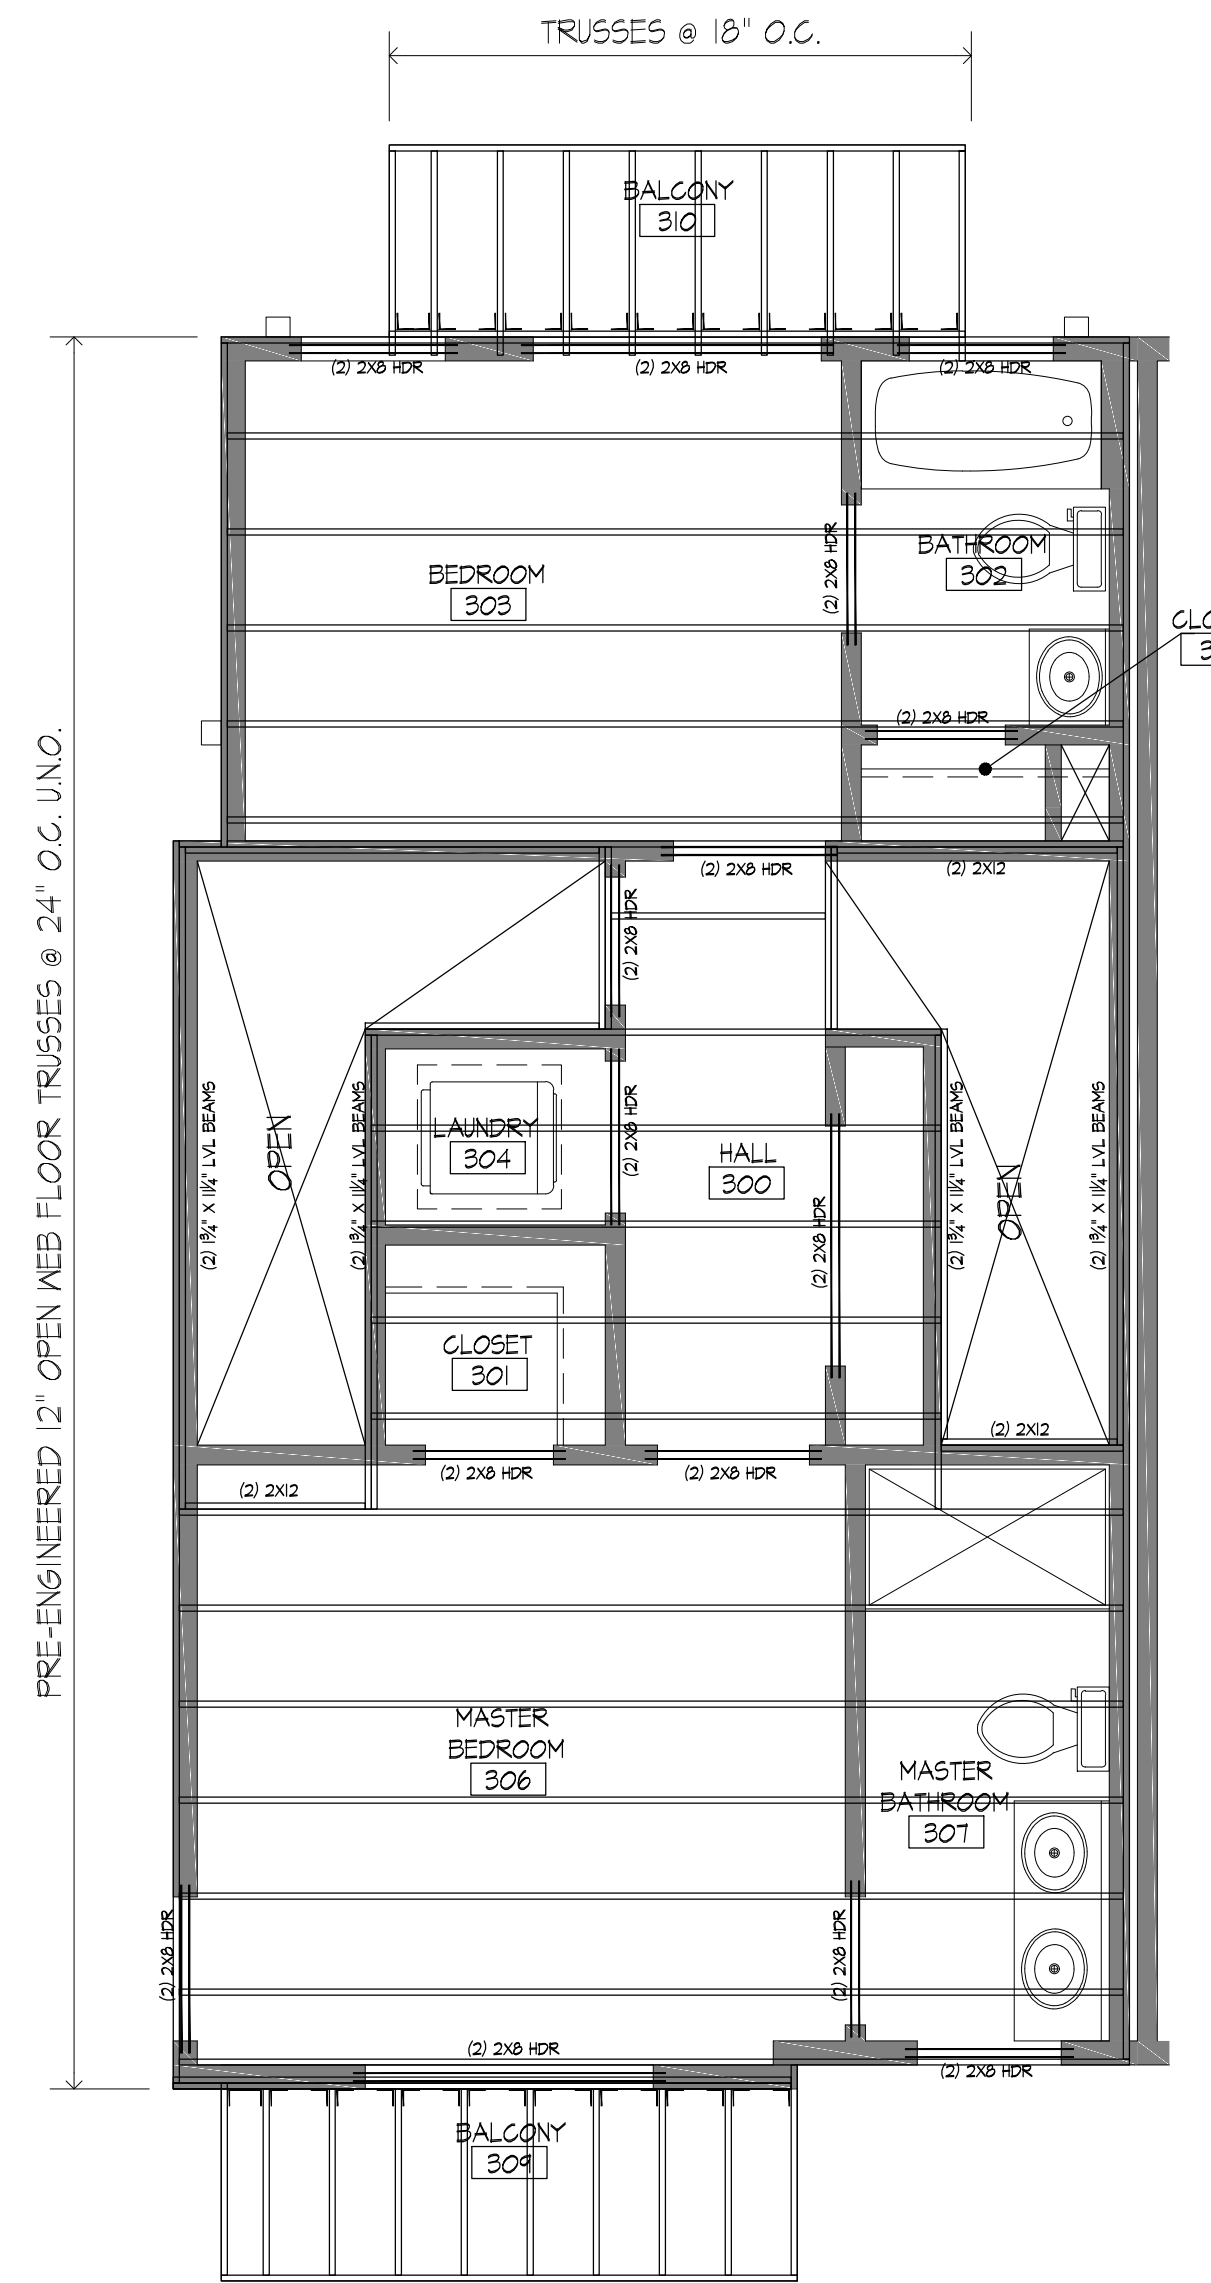 TRUSSES @ 18" O.C.
BALCONY
310
(2) 2X8 HDR
(2) 2X8 HDR
(2) 2X8 HDR
(2) 2X8 HDR
BATHROOM
302
BEDROOM
303
(2) 2X8 HDR
PRE-ENGINEERED 12" OPEN WEB FLOOR TRUSSES @ 24" O.C. U.N.O.
(2) 2X8 HDR
(2) 2X12
(2) 2X8 HDR
OPEN
(2) 1¾" X 11¼" LVL BEAMS
(2) 1¾" X 11¼" LVL BEAMS
LAUNDRY
304
(2) 2X8 HDR
HALL
300
(2) 2X8 HDR
(2) 1¾" X 11¼" LVL BEAMS
OPEN
(2) 1¾" X 11¼" LVL BEAMS
CLOSET
301
(2) 2X12
(2) 2X8 HDR
(2) 2X8 HDR
(2) 2X12
MASTER
BEDROOM
306
MASTER
BATHROOM
307
(2) 2X8 HDR
(2) 2X8 HDR
(2) 2X8 HDR
(2) 2X8 HDR
BALCONY
309